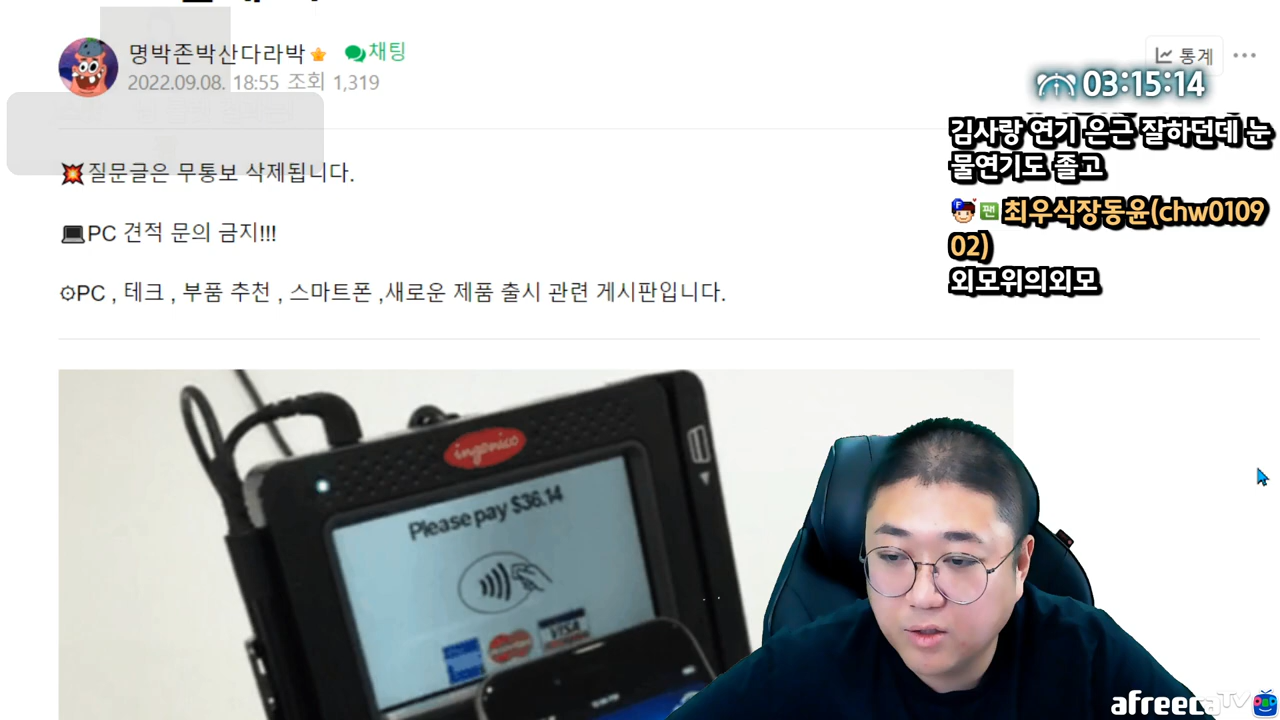 명박존박산다라박
채팅
2022.09.08. 18:55 조회 1,319
통계
03:15:14
김사랑 연기 은근 잘하던데 눈
물연기도 졸고
팬 최우식장동윤(chw0109
02)
외모위의외모
질문글은 무통보 삭제됩니다.
PC 견적 문의 금지!!!
PC , 테크 , 부품 추천 , 스마트폰 ,새로운 제품 출시 관련 게시판입니다.
ingenico
Please pay $36.14
VISA
afreecaTV